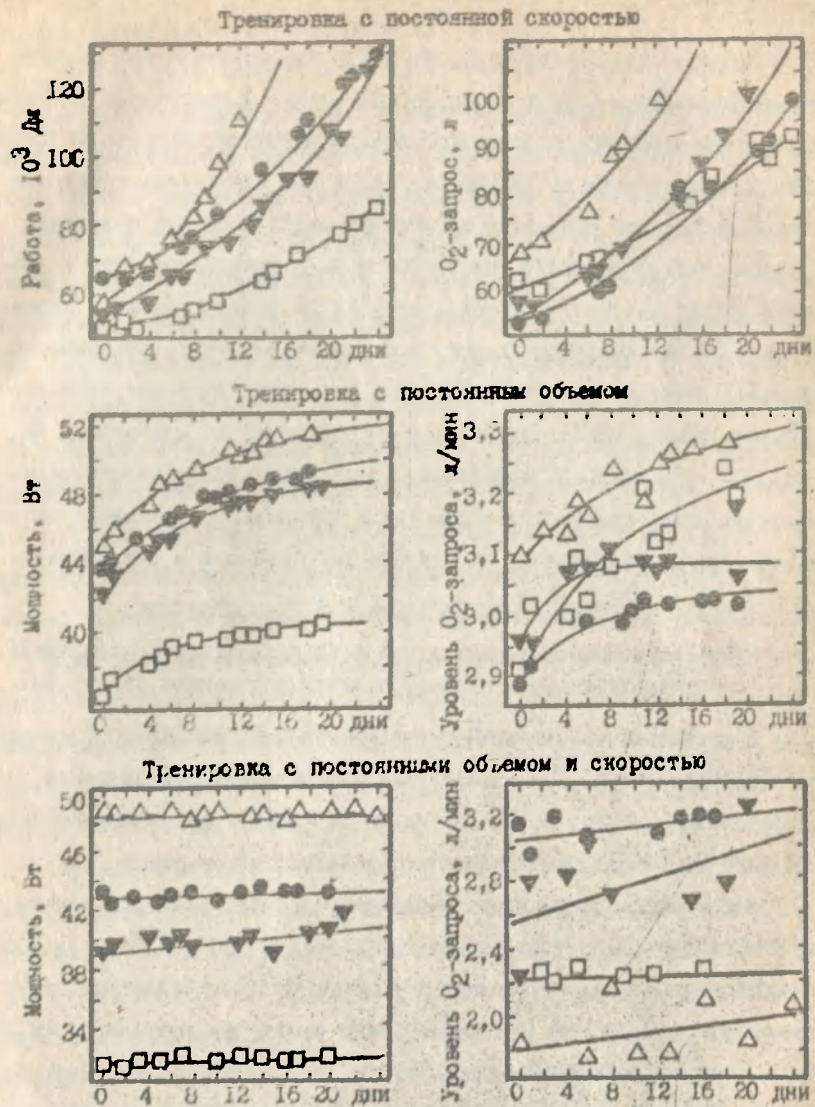 Тренировка с постоянной скоростью
Работа, 10³ Дж
120
100
80
60
0 4 8 12 16 20 дни
O₂-запрос, л
100
90
80
70
60
0 4 8 12 16 20 дни
Тренировка с постоянным объемом
Мощность, Вт
52
48
44
40
0 4 8 12 16 20 дни
Уровень O₂-запроса, л/мин
3,3
3,2
3,1
3,0
2,9
0 4 8 12 16 20 дни
Тренировка с постоянными объемом и скоростью
Мощность, Вт
50
46
42
38
34
0 4 8 12 16 20 дни
Уровень O₂-запроса, л/мин
3,2
2,8
2,4
2,0
0 4 8 12 16 20 дни